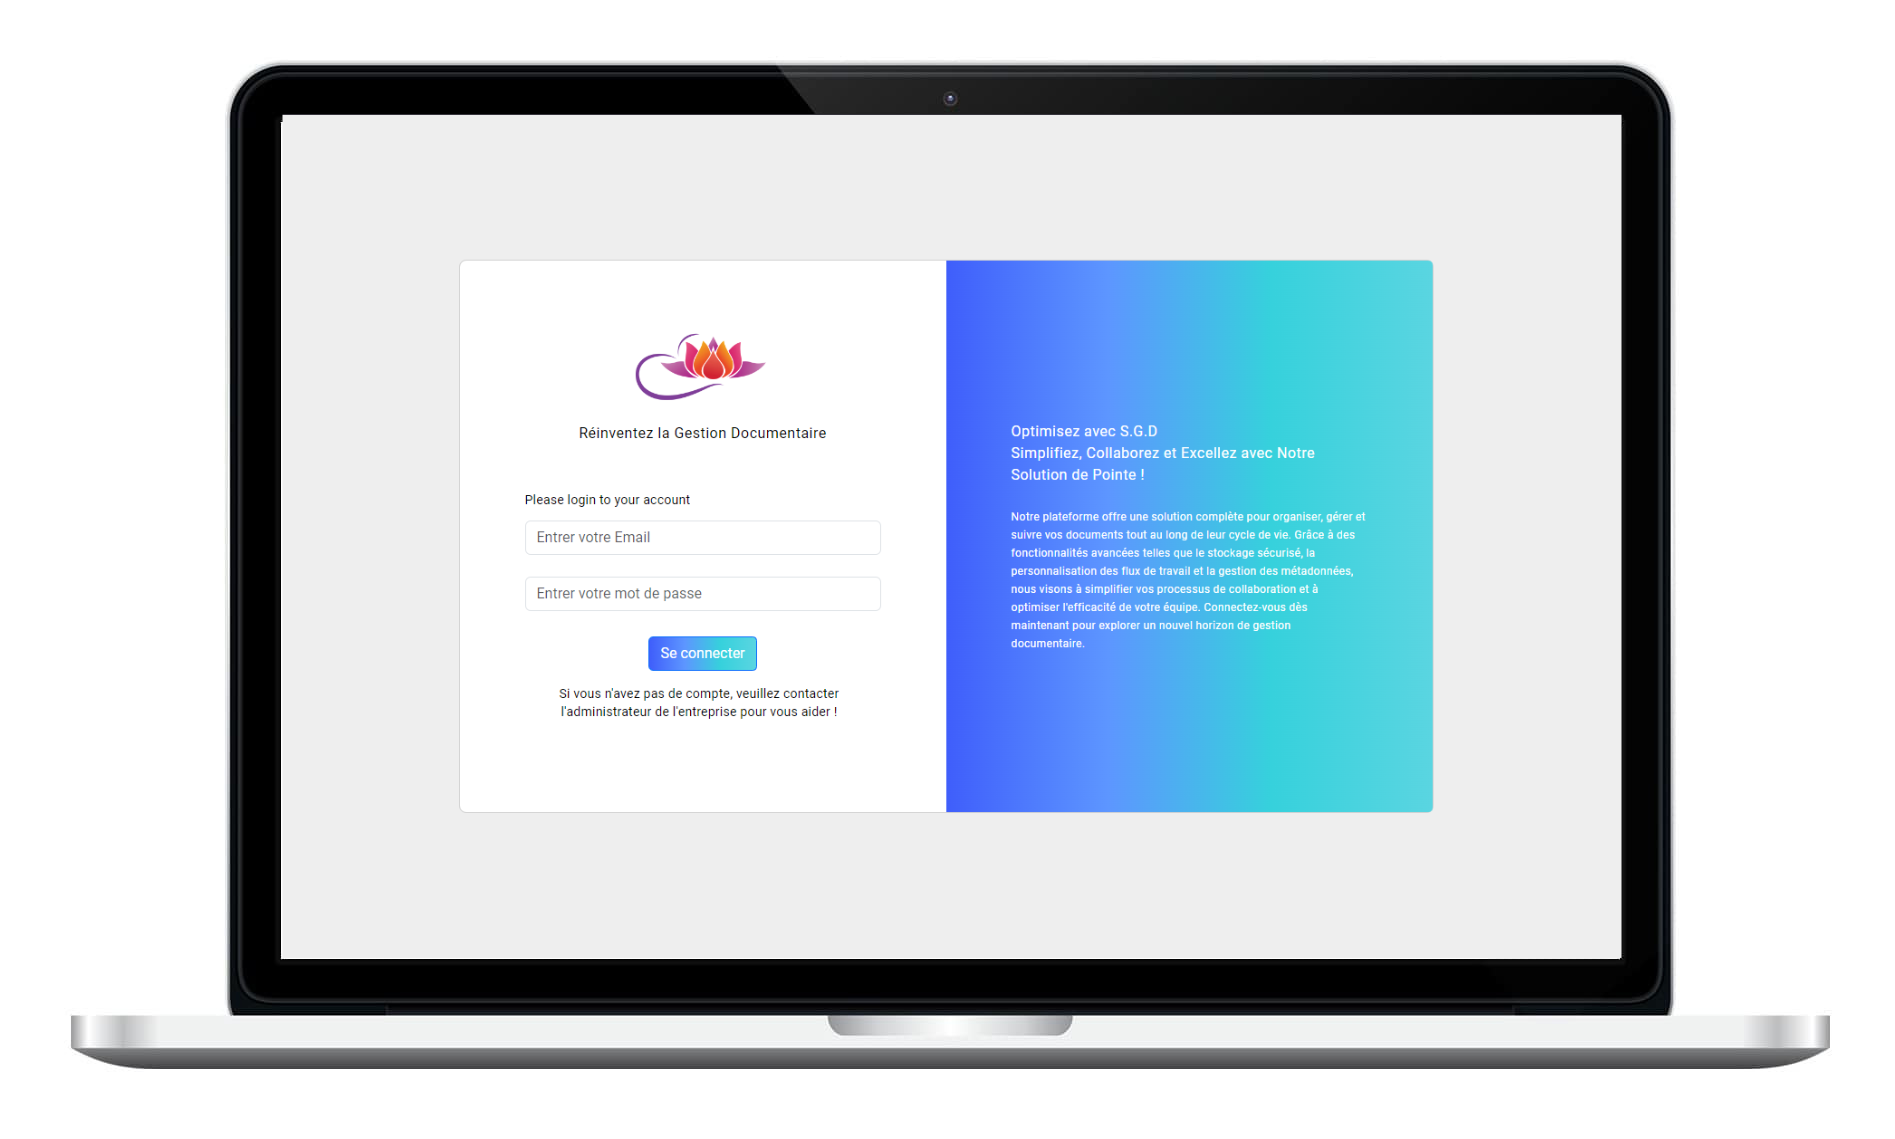 Réinventez la Gestion Documentaire
Please login to your account
Entrer votre Email
Entrer votre mot de passe
Se connecter
Si vous n'avez pas de compte, veuillez contacter
l'administrateur de l'entreprise pour vous aider !
Optimisez avec S.G.D
Simplifiez, Collaborez et Excellez avec Notre
Solution de Pointe !
Notre plateforme offre une solution complète pour organiser, gérer et
suivre vos documents tout au long de leur cycle de vie. Grâce à des
fonctionnalités avancées telles que le stockage sécurisé, la
personnalisation des flux de travail et la gestion des métadonnées,
nous visons à simplifier vos processus de collaboration et à
optimiser l'efficacité de votre équipe. Connectez-vous dès
maintenant pour explorer un nouvel horizon de gestion
documentaire.